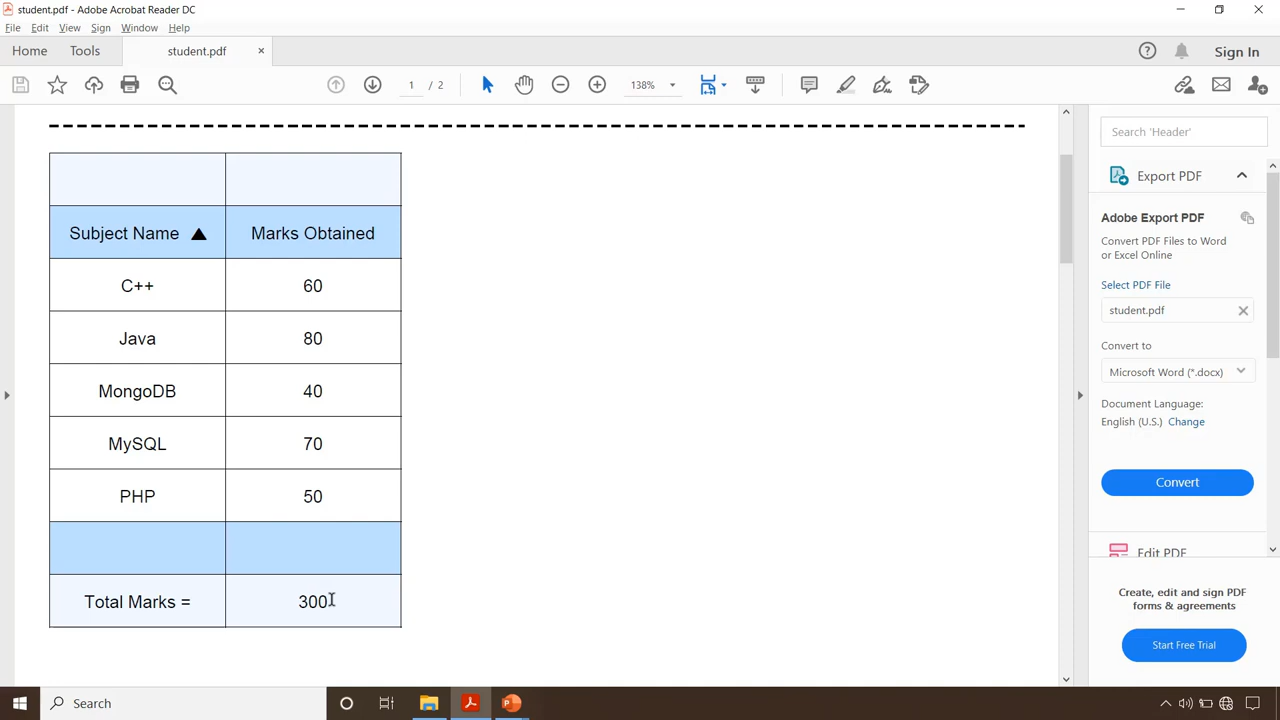 student.pdf - Adobe Acrobat Reader DC
File Edit View Sign Window Help
Home Tools student.pdf × Sign In
1 / 2 138%
Search 'Header'
Export PDF
Adobe Export PDF
Convert PDF Files to Word
or Excel Online
Select PDF File
student.pdf
Convert to
Microsoft Word (*.docx)
Document Language:
English (U.S.) Change
Convert
Edit PDF
Create, edit and sign PDF
forms & agreements
Start Free Trial
Subject Name ▲ Marks Obtained
C++ 60
Java 80
MongoDB 40
MySQL 70
PHP 50
Total Marks = 300
Search